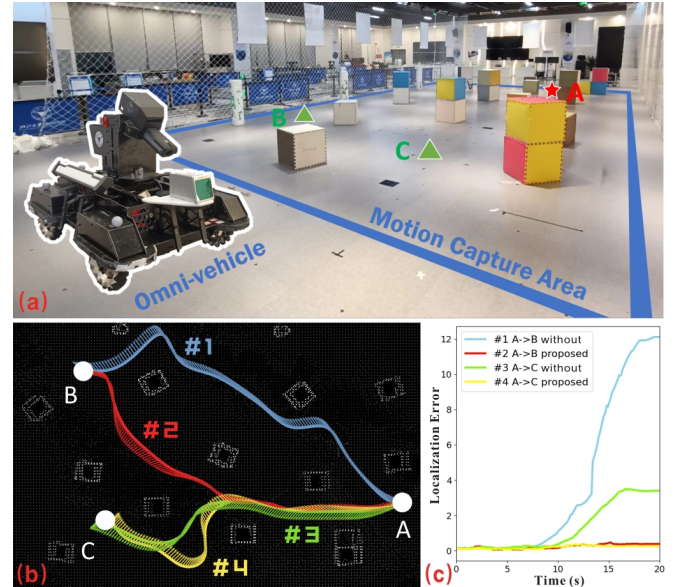 A
B
C
Motion Capture Area
Omni-vehicle
(a)
#1
B
#2
A
#3
C
#4
(b)
Localization Error
12
10
8
6
4
2
0
#1 A->B without
#2 A->B proposed
#3 A->C without
#4 A->C proposed
0
5
10
15
20
Time (s)
(c)